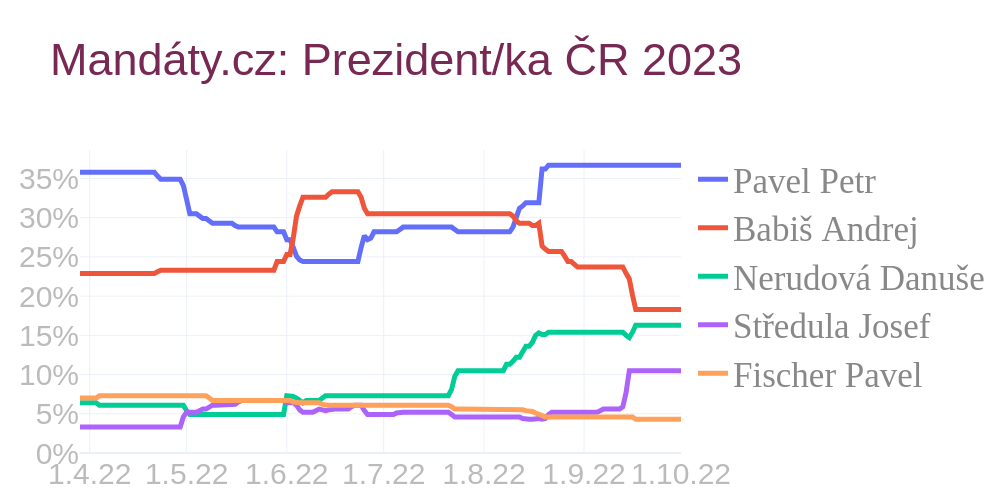 Mandáty.cz: Prezident/ka ČR 2023
35%
30%
25%
20%
15%
10%
5%
0%
1.4.22 1.5.22 1.6.22 1.7.22 1.8.22 1.9.22 1.10.22
Pavel Petr
Babiš Andrej
Nerudová Danuše
Středula Josef
Fischer Pavel